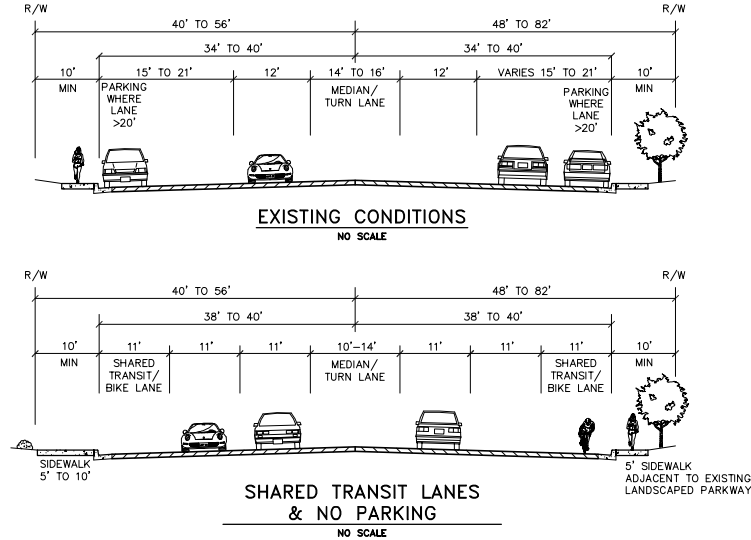 R/W R/W
40' TO 56' 48' TO 82'
34' TO 40' 34' TO 40'
10' 15' TO 21' 12' 14' TO 16' 12' VARIES 15' TO 21' 10'
MIN PARKING WHERE LANE >20' MEDIAN/ TURN LANE PARKING WHERE LANE >20' MIN
EXISTING CONDITIONS
NO SCALE
R/W R/W
40' TO 56' 48' TO 82'
38' TO 40' 38' TO 40'
10' 11' 11' 11' 10'-14' 11' 11' 11' 10'
MIN SHARED TRANSIT/ BIKE LANE MEDIAN/ TURN LANE SHARED TRANSIT/ BIKE LANE MIN
SIDEWALK
5' TO 10'
5' SIDEWALK
ADJACENT TO EXISTING
LANDSCAPED PARKWAY
SHARED TRANSIT LANES
& NO PARKING
NO SCALE